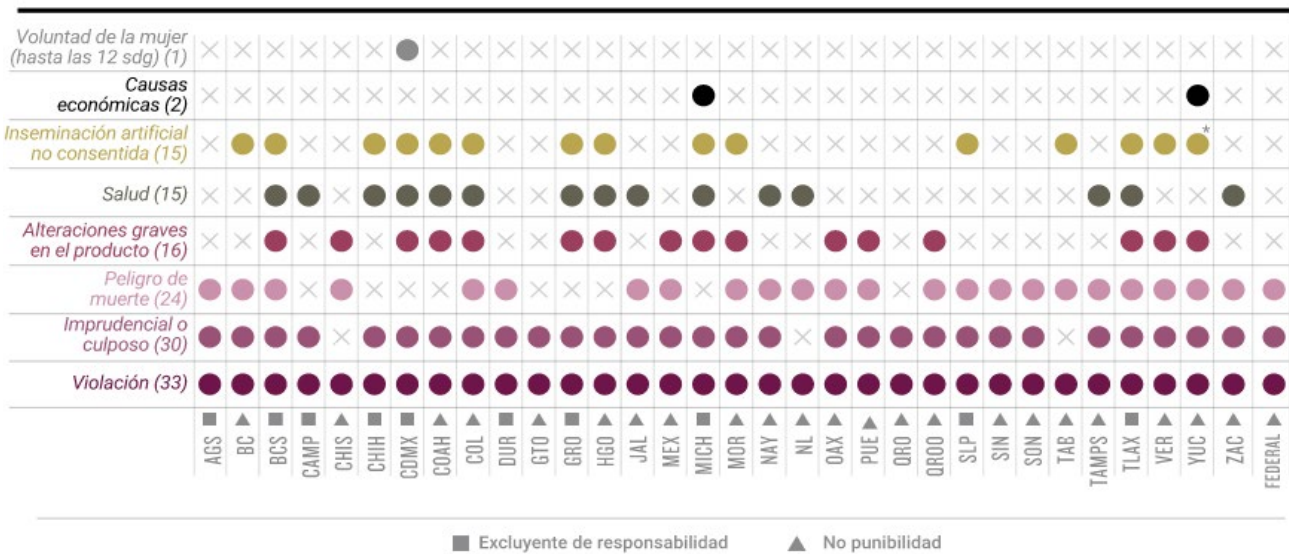 Voluntad de la mujer
(hasta las 12 sdg) (1)
Causas
económicas (2)
Inseminación artificial
no consentida (15)
*
Salud (15)
Alteraciones graves
en el producto (16)
Peligro de
muerte (24)
Imprudencial o
culposo (30)
Violación (33)
AGS
BC
BCS
CAMP
CHIS
CHIH
CDMX
COAH
COL
DUR
GTO
GRO
HGO
JAL
MEX
MICH
MOR
NAY
NL
OAX
PUE
QRO
QROO
SLP
SIN
SON
TAB
TAMPS
TLAX
VER
YUC
ZAC
FEDERAL
Excluyente de responsabilidad
No punibilidad